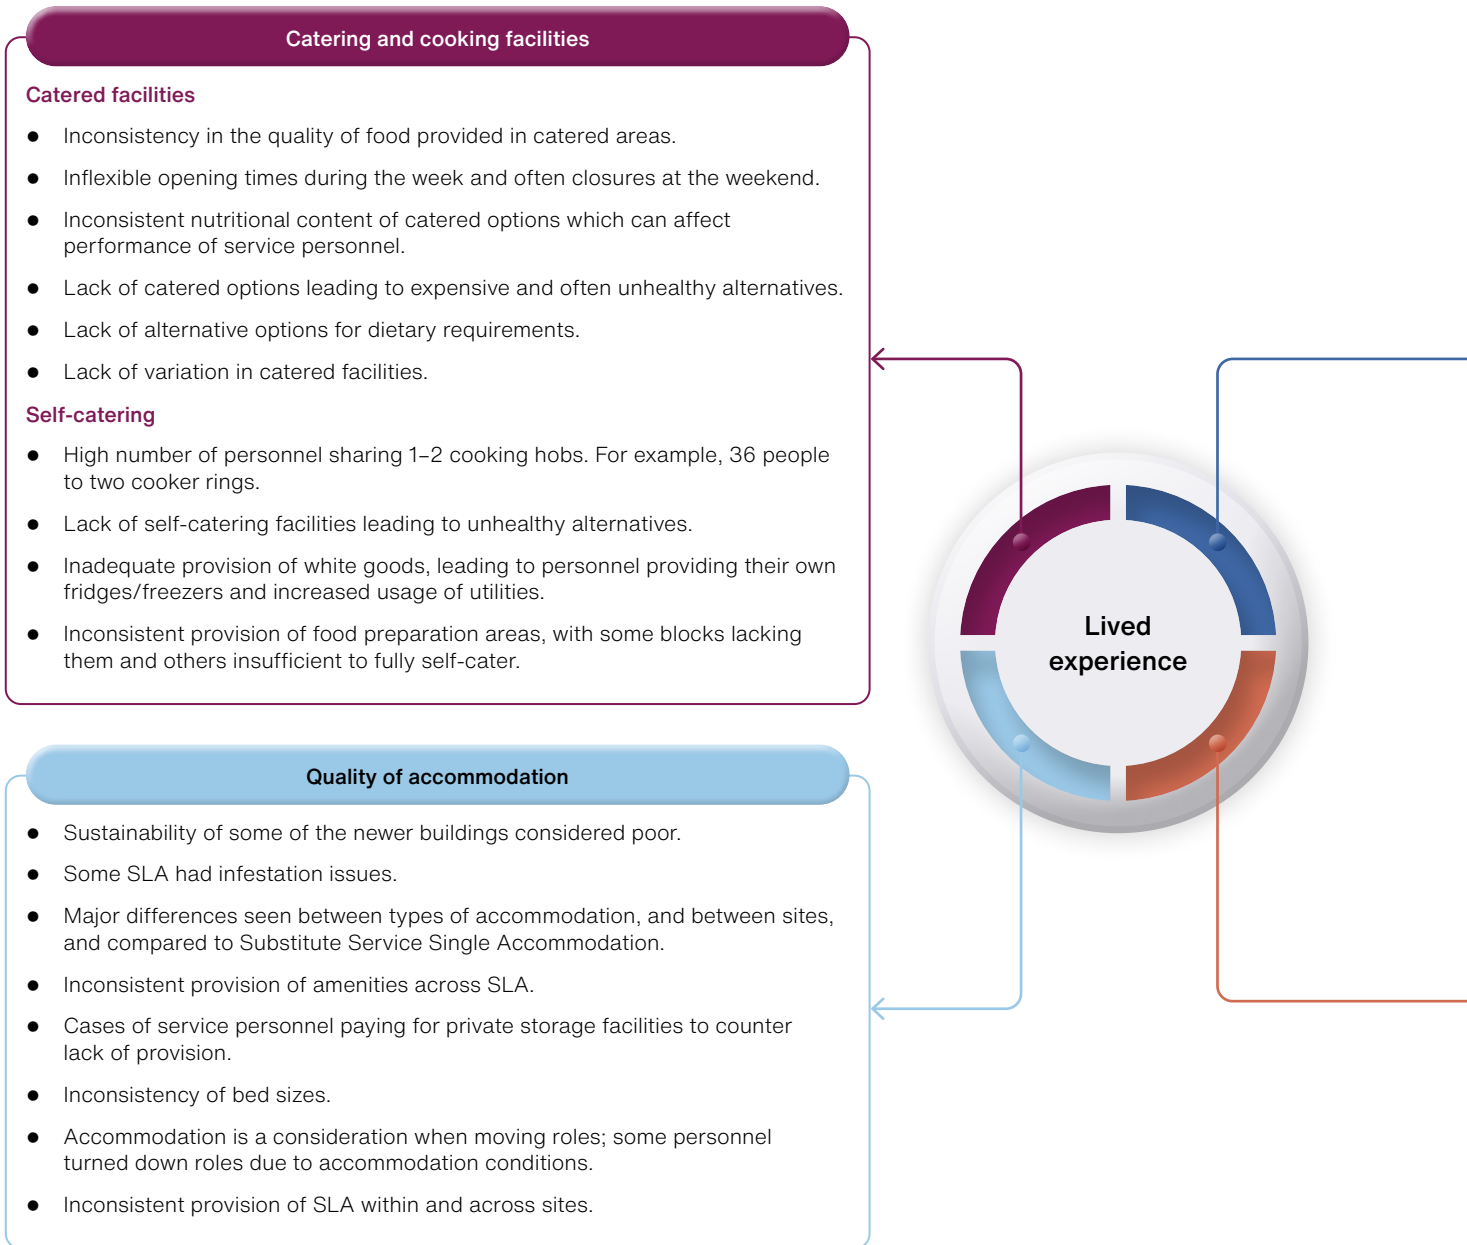 Catering and cooking facilities
Catered facilities
● Inconsistency in the quality of food provided in catered areas.
● Inflexible opening times during the week and often closures at the weekend.
● Inconsistent nutritional content of catered options which can affect
performance of service personnel.
● Lack of catered options leading to expensive and often unhealthy alternatives.
● Lack of alternative options for dietary requirements.
● Lack of variation in catered facilities.
Self-catering
● High number of personnel sharing 1–2 cooking hobs. For example, 36 people
to two cooker rings.
● Lack of self-catering facilities leading to unhealthy alternatives.
● Inadequate provision of white goods, leading to personnel providing their own
fridges/freezers and increased usage of utilities.
● Inconsistent provision of food preparation areas, with some blocks lacking
them and others insufficient to fully self-cater.
Lived
experience
Quality of accommodation
● Sustainability of some of the newer buildings considered poor.
● Some SLA had infestation issues.
● Major differences seen between types of accommodation, and between sites,
and compared to Substitute Service Single Accommodation.
● Inconsistent provision of amenities across SLA.
● Cases of service personnel paying for private storage facilities to counter
lack of provision.
● Inconsistency of bed sizes.
● Accommodation is a consideration when moving roles; some personnel
turned down roles due to accommodation conditions.
● Inconsistent provision of SLA within and across sites.